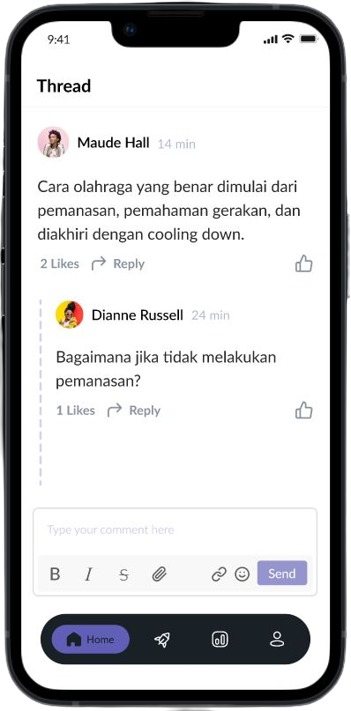 9:41
Thread
Maude Hall 14 min
Cara olahraga yang benar dimulai dari
pemanasan, pemahaman gerakan, dan
diakhiri dengan cooling down.
2 Likes Reply
Dianne Russell 24 min
Bagaimana jika tidak melakukan
pemanasan?
1 Likes Reply
Type your comment here
B I S Send
Home